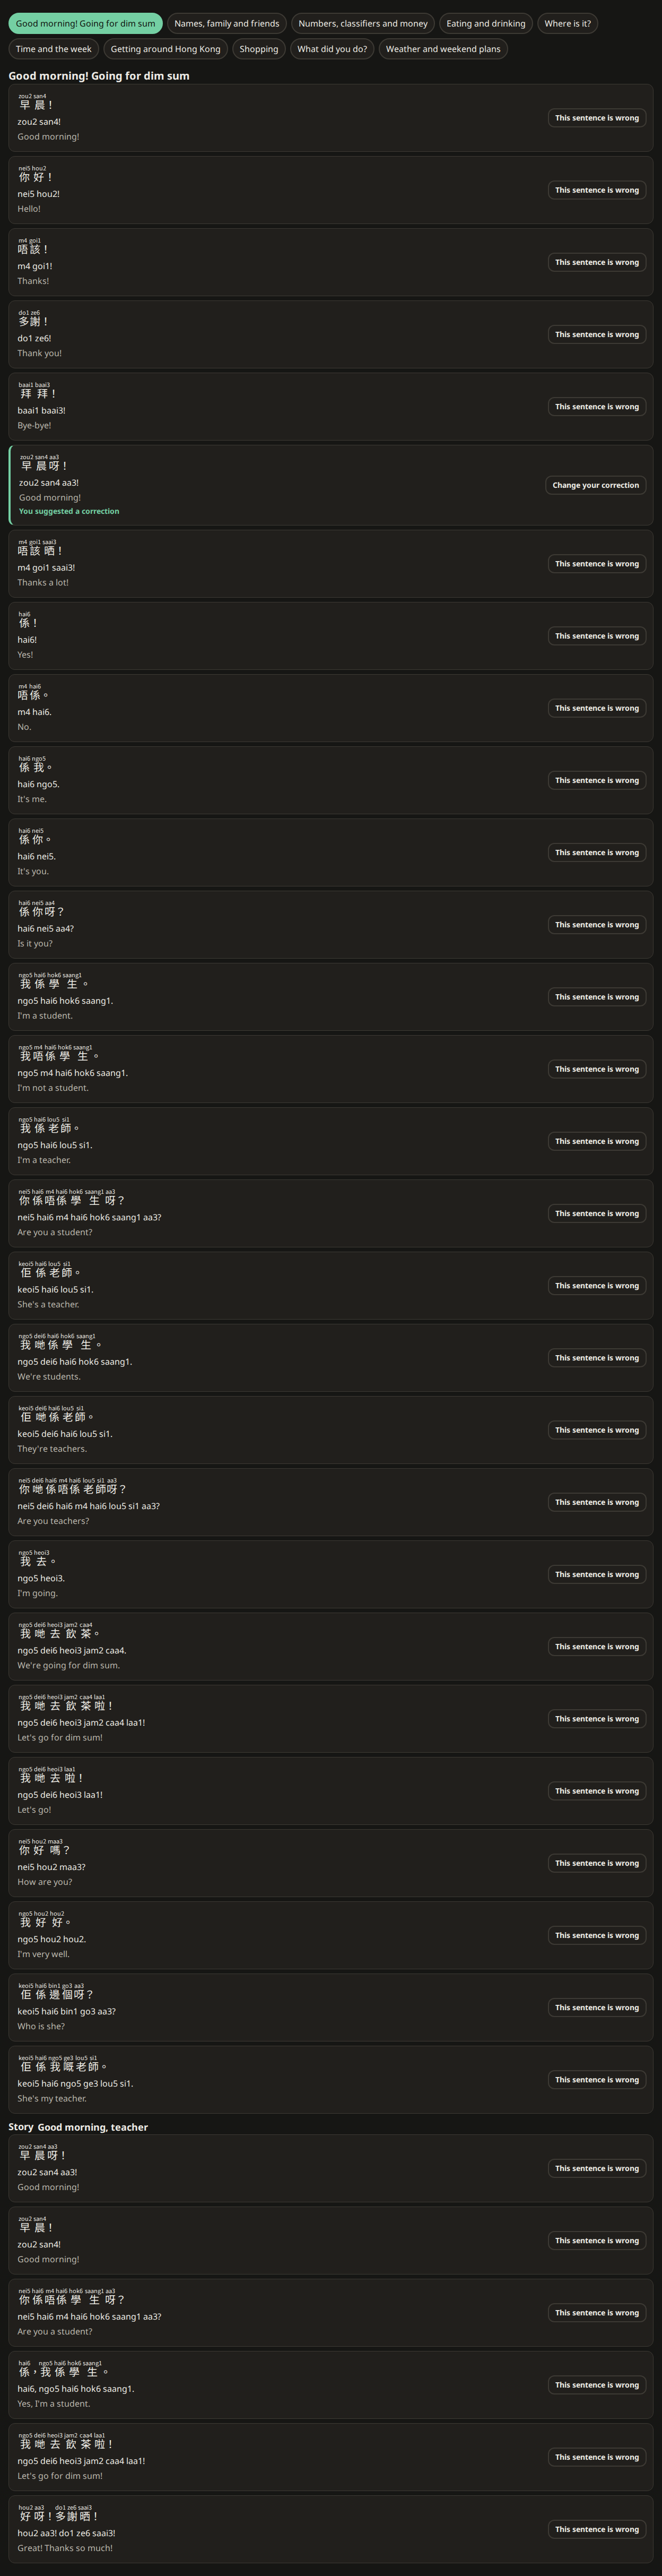 Good morning! Going for dim sum
Names, family and friends
Numbers, classifiers and money
Eating and drinking
Where is it?
Time and the week
Getting around Hong Kong
Shopping
What did you do?
Weather and weekend plans
Good morning! Going for dim sum
zou2 san4
早晨！
zou2 san4!
Good morning!
This sentence is wrong
nei5 hou2
你好！
nei5 hou2!
Hello!
This sentence is wrong
m4 goi1
唔該！
m4 goi1!
Thanks!
This sentence is wrong
do1 ze6
多謝！
do1 ze6!
Thank you!
This sentence is wrong
baai1 baai3
拜拜！
baai1 baai3!
Bye-bye!
This sentence is wrong
zou2 san4 aa3
早晨呀！
zou2 san4 aa3!
Good morning!
You suggested a correction
Change your correction
m4 goi1 saai3
唔該晒！
m4 goi1 saai3!
Thanks a lot!
This sentence is wrong
hai6
係！
hai6!
Yes!
This sentence is wrong
m4 hai6
唔係。
m4 hai6.
No.
This sentence is wrong
hai6 ngo5
係我。
hai6 ngo5.
It's me.
This sentence is wrong
hai6 nei5
係你。
hai6 nei5.
It's you.
This sentence is wrong
hai6 nei5 aa4
係你呀？
hai6 nei5 aa4?
Is it you?
This sentence is wrong
ngo5 hai6 hok6 saang1
我係學生。
ngo5 hai6 hok6 saang1.
I'm a student.
This sentence is wrong
ngo5 m4 hai6 hok6 saang1
我唔係學生。
ngo5 m4 hai6 hok6 saang1.
I'm not a student.
This sentence is wrong
ngo5 hai6 lou5 si1
我係老師。
ngo5 hai6 lou5 si1.
I'm a teacher.
This sentence is wrong
nei5 hai6 m4 hai6 hok6 saang1 aa3
你係唔係學生呀？
nei5 hai6 m4 hai6 hok6 saang1 aa3?
Are you a student?
This sentence is wrong
keoi5 hai6 lou5 si1
佢係老師。
keoi5 hai6 lou5 si1.
She's a teacher.
This sentence is wrong
ngo5 dei6 hai6 hok6 saang1
我哋係學生。
ngo5 dei6 hai6 hok6 saang1.
We're students.
This sentence is wrong
keoi5 dei6 hai6 lou5 si1
佢哋係老師。
keoi5 dei6 hai6 lou5 si1.
They're teachers.
This sentence is wrong
nei5 dei6 hai6 m4 hai6 lou5 si1 aa3
你哋係唔係老師呀？
nei5 dei6 hai6 m4 hai6 lou5 si1 aa3?
Are you teachers?
This sentence is wrong
ngo5 heoi3
我去。
ngo5 heoi3.
I'm going.
This sentence is wrong
ngo5 dei6 heoi3 jam2 caa4
我哋去飲茶。
ngo5 dei6 heoi3 jam2 caa4.
We're going for dim sum.
This sentence is wrong
ngo5 dei6 heoi3 jam2 caa4 laa1
我哋去飲茶啦！
ngo5 dei6 heoi3 jam2 caa4 laa1!
Let's go for dim sum!
This sentence is wrong
ngo5 dei6 heoi3 laa1
我哋去啦！
ngo5 dei6 heoi3 laa1!
Let's go!
This sentence is wrong
nei5 hou2 maa3
你好嗎？
nei5 hou2 maa3?
How are you?
This sentence is wrong
ngo5 hou2 hou2
我好好。
ngo5 hou2 hou2.
I'm very well.
This sentence is wrong
keoi5 hai6 bin1 go3 aa3
佢係邊個呀？
keoi5 hai6 bin1 go3 aa3?
Who is she?
This sentence is wrong
keoi5 hai6 ngo5 ge3 lou5 si1
佢係我嘅老師。
keoi5 hai6 ngo5 ge3 lou5 si1.
She's my teacher.
This sentence is wrong
Story Good morning, teacher
zou2 san4 aa3
早晨呀！
zou2 san4 aa3!
Good morning!
This sentence is wrong
zou2 san4
早晨！
zou2 san4!
Good morning!
This sentence is wrong
nei5 hai6 m4 hai6 hok6 saang1 aa3
你係唔係學生呀？
nei5 hai6 m4 hai6 hok6 saang1 aa3?
Are you a student?
This sentence is wrong
hai6 ngo5 hai6 hok6 saang1
係，我係學生。
hai6, ngo5 hai6 hok6 saang1.
Yes, I'm a student.
This sentence is wrong
ngo5 dei6 heoi3 jam2 caa4 laa1
我哋去飲茶啦！
ngo5 dei6 heoi3 jam2 caa4 laa1!
Let's go for dim sum!
This sentence is wrong
hou2 aa3 do1 ze6 saai3
好呀！多謝晒！
hou2 aa3! do1 ze6 saai3!
Great! Thanks so much!
This sentence is wrong